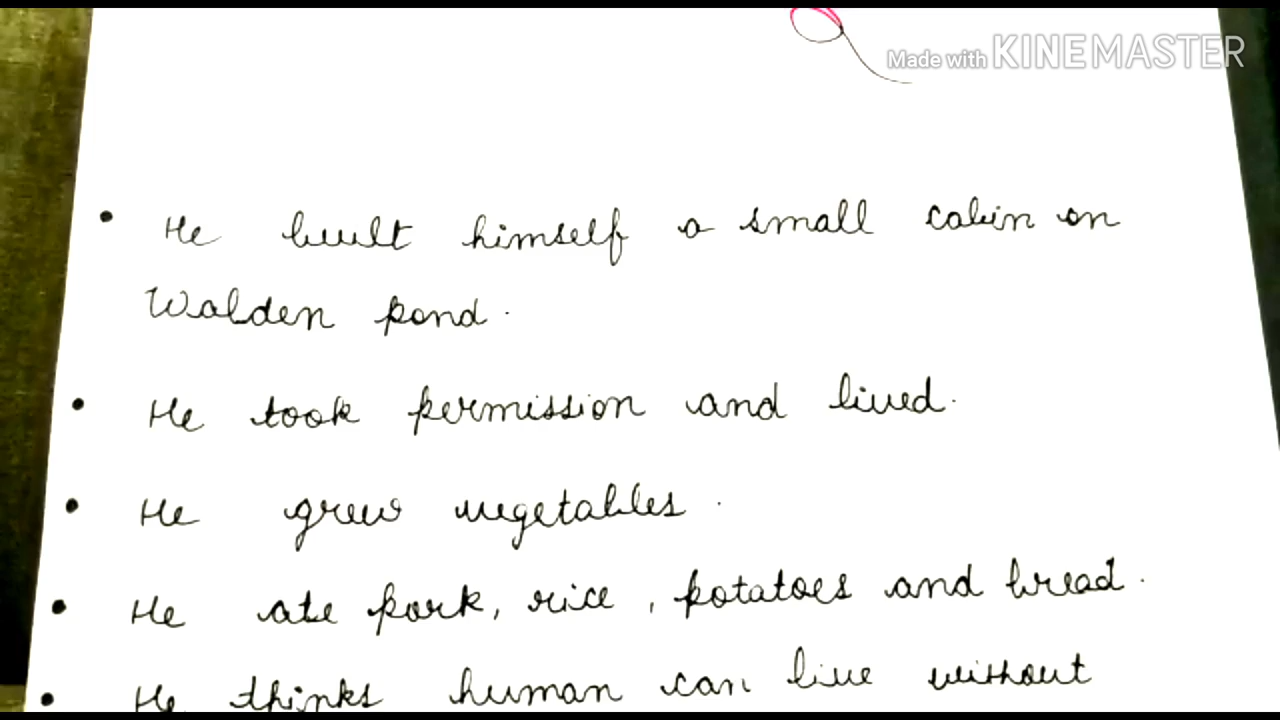 Made with KINEMASTER
• He built himself a small cabin on
Walden pond.
• He took permission and lived.
• He grew vegetables.
• He ate pork, rice, potatoes and bread.
• He thinks human can live without